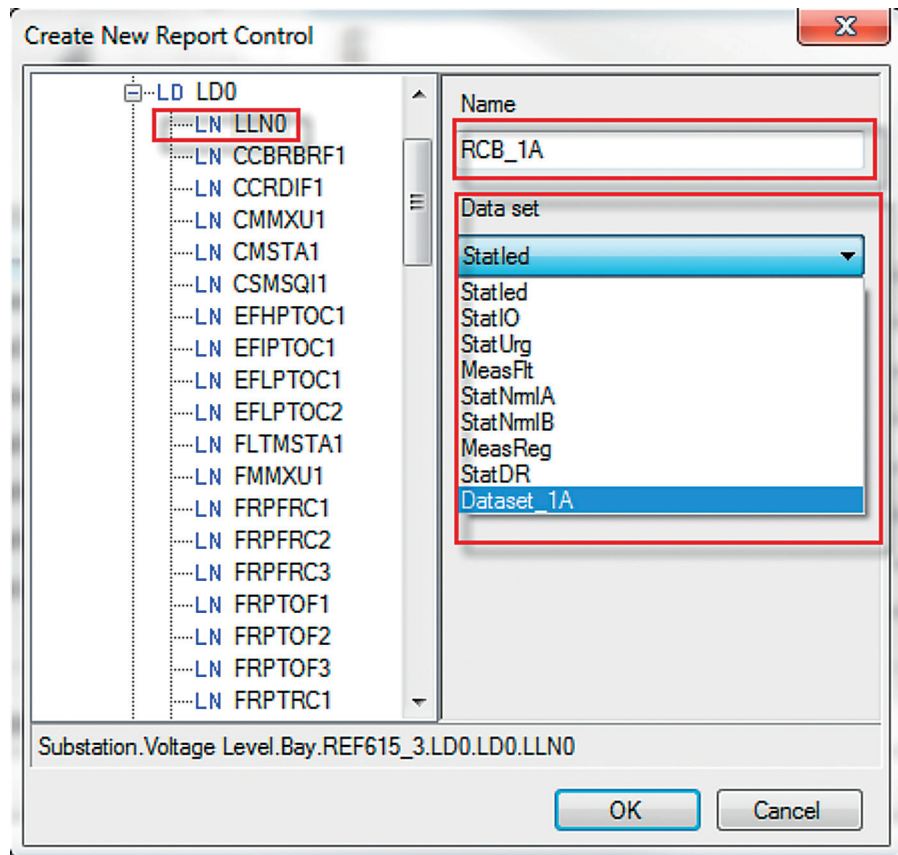 Create New Report Control
LD LD0
LN LLN0
LN CCBRBRF1
LN CCRDIF1
LN CMMXU1
LN CMSTA1
LN CSMSQI1
LN EFHPTOC1
LN EFIPTOC1
LN EFLPTOC1
LN EFLPTOC2
LN FLTMSTA1
LN FMMXU1
LN FRPFRC1
LN FRPFRC2
LN FRPFRC3
LN FRPTOF1
LN FRPTOF2
LN FRPTOF3
LN FRPTRC1
Name
RCB_1A
Data set
StatIed
StatIed
StatIO
StatUrg
MeasFlt
StatNrmlA
StatNrmlB
MeasReg
StatDR
Dataset_1A
Substation.Voltage Level.Bay.REF615_3.LD0.LD0.LLN0
OK
Cancel